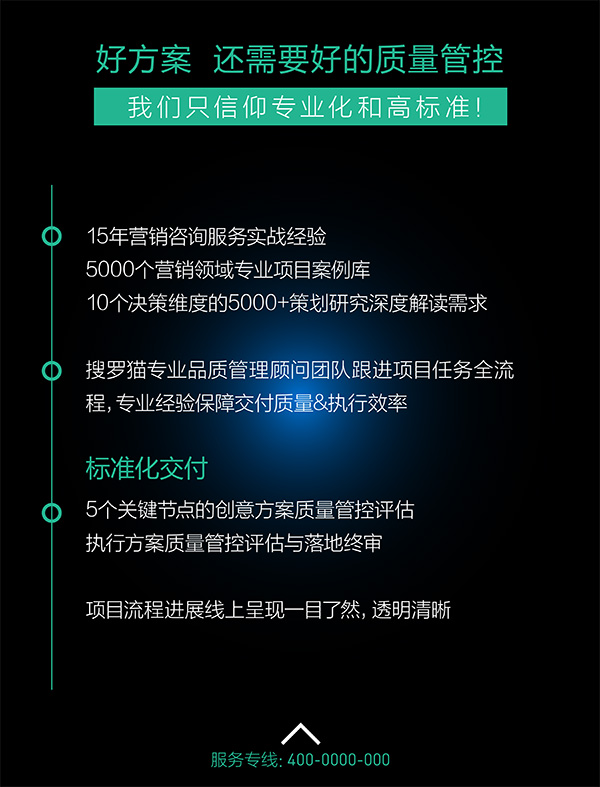 好方案 还需要好的质量管控
我们只信仰专业化和高标准!
15年营销咨询服务实战经验
5000个营销领域专业项目案例库
10个决策维度的5000+策划研究深度解读需求
搜罗猫专业品质管理顾问团队跟进项目任务全流
程,专业经验保障交付质量&执行效率
标准化交付
5个关键节点的创意方案质量管控评估
执行方案质量管控评估与落地终审
项目流程进展线上呈现一目了然,透明清晰
服务专线: 400-0000-000